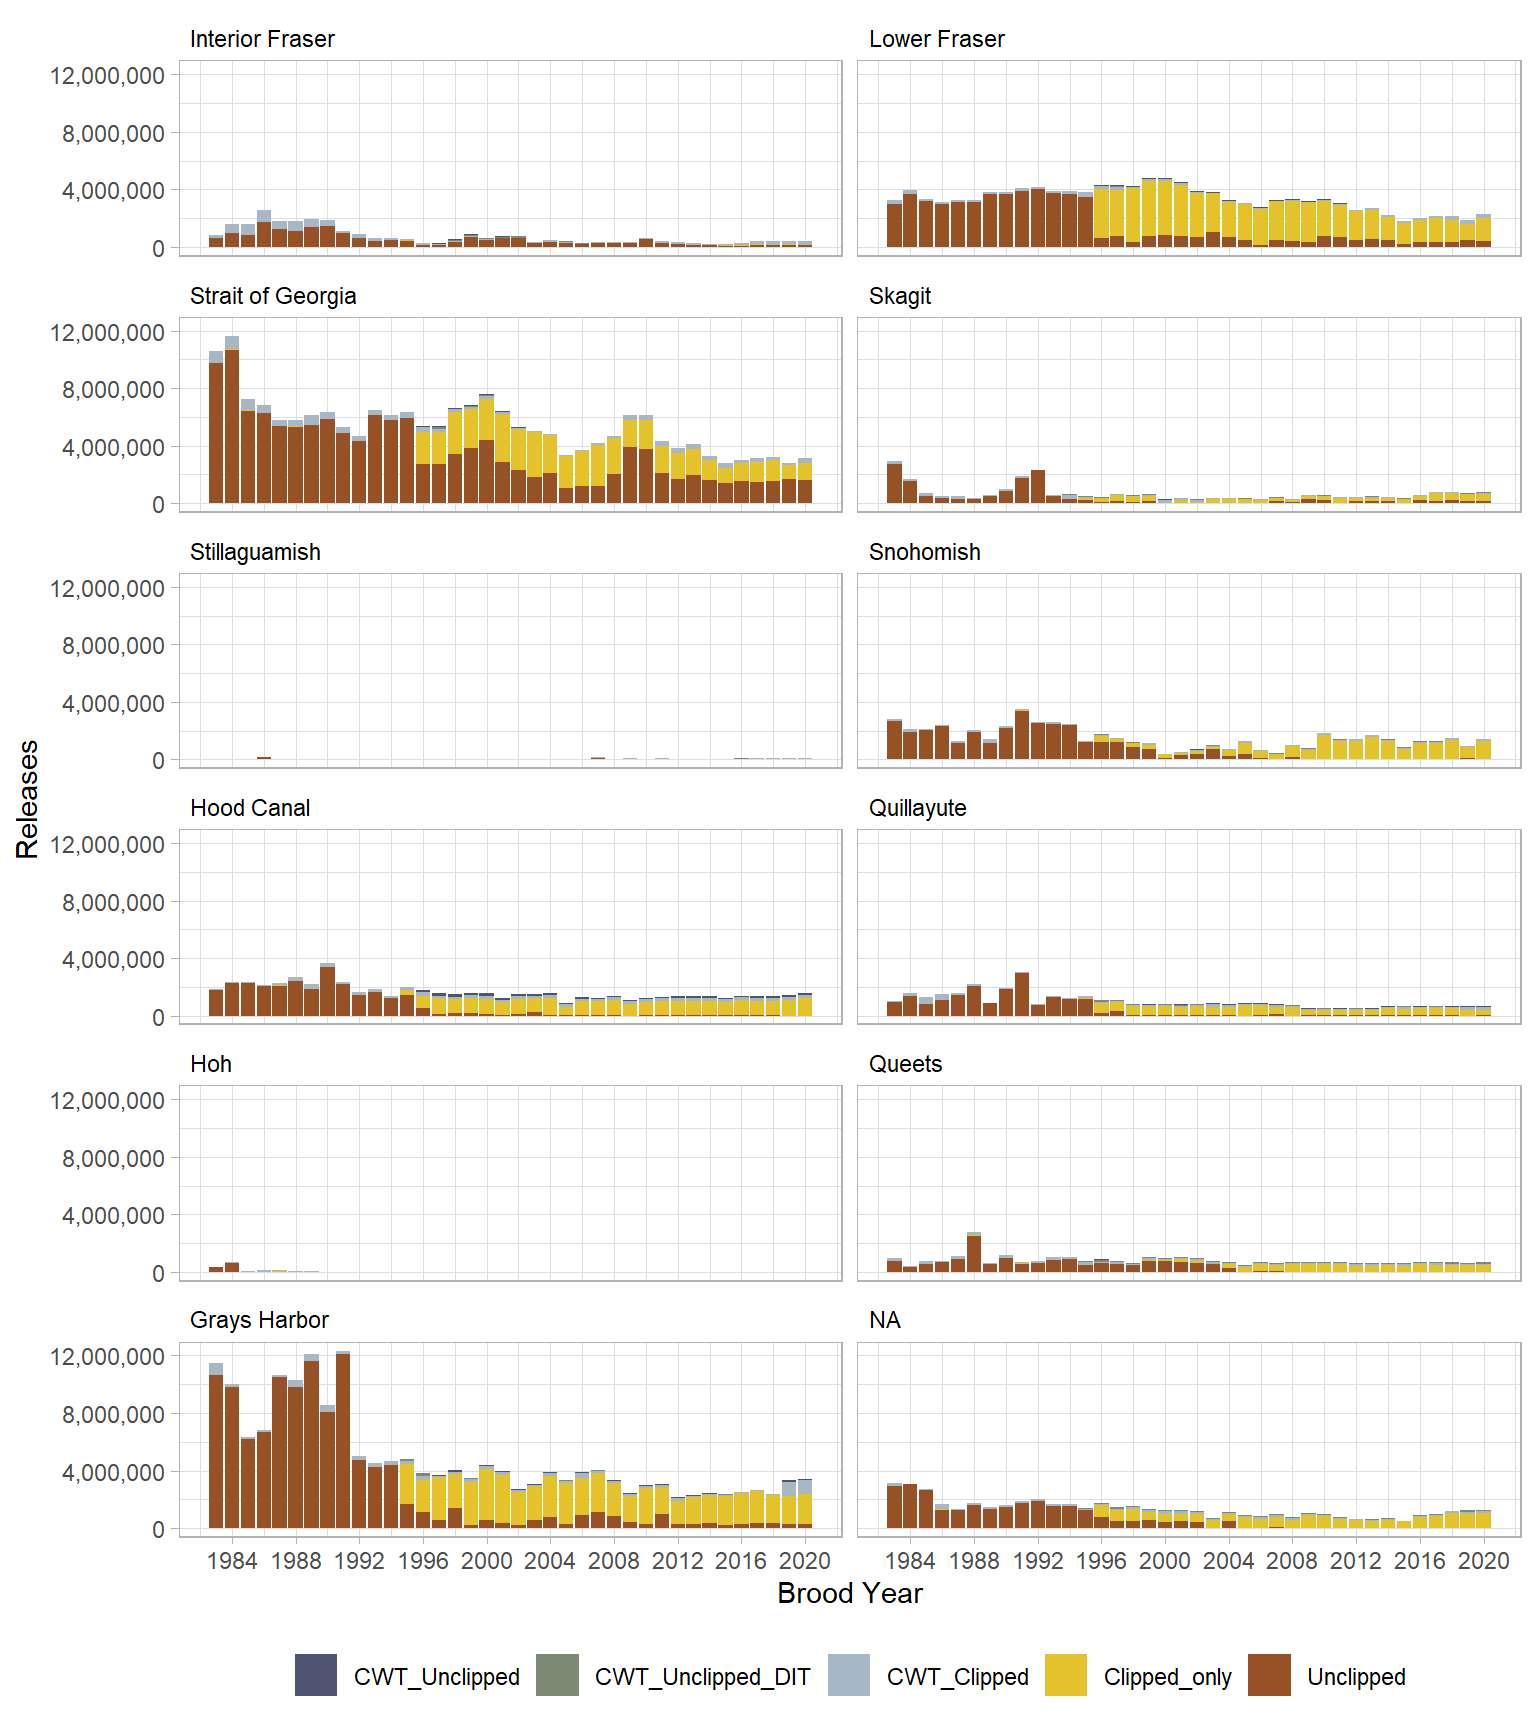 Interior Fraser
Lower Fraser
12,000,000
8,000,000
4,000,000
0
Strait of Georgia
Skagit
12,000,000
8,000,000
4,000,000
0
Stillaguamish
Snohomish
12,000,000
8,000,000
4,000,000
0
Releases
Hood Canal
Quillayute
12,000,000
8,000,000
4,000,000
0
Hoh
Queets
12,000,000
8,000,000
4,000,000
0
Grays Harbor
NA
12,000,000
8,000,000
4,000,000
0
1984 1988 1992 1996 2000 2004 2008 2012 2016 2020
1984 1988 1992 1996 2000 2004 2008 2012 2016 2020
Brood Year
CWT_Unclipped CWT_Unclipped_DIT CWT_Clipped Clipped_only Unclipped